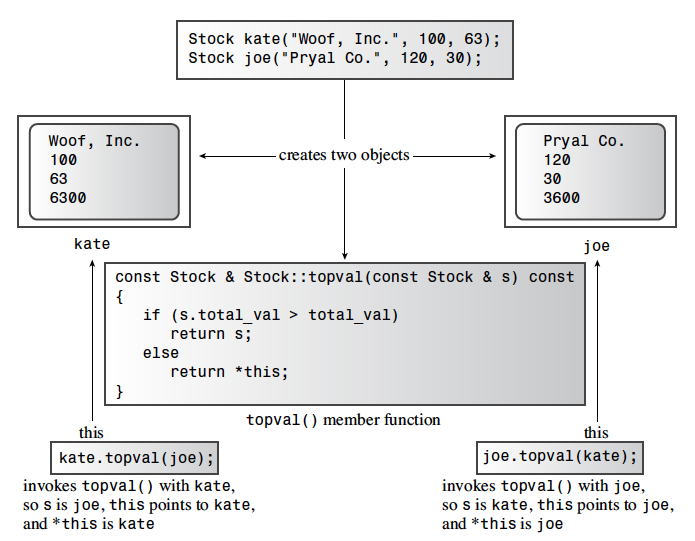 Stock kate("Woof, Inc.", 100, 63);
Stock joe("Pryal Co.", 120, 30);
Woof, Inc.
100
63
6300
kate
creates two objects
Pryal Co.
120
30
3600
joe
const Stock & Stock::topval(const Stock & s) const
{
if (s.total_val > total_val)
return s;
else
return *this;
}
topval() member function
this
kate.topval(joe);
invokes topval() with kate,
so s is joe, this points to kate,
and *this is kate
this
joe.topval(kate);
invokes topval() with joe,
so s is kate, this points to joe,
and *this is joe